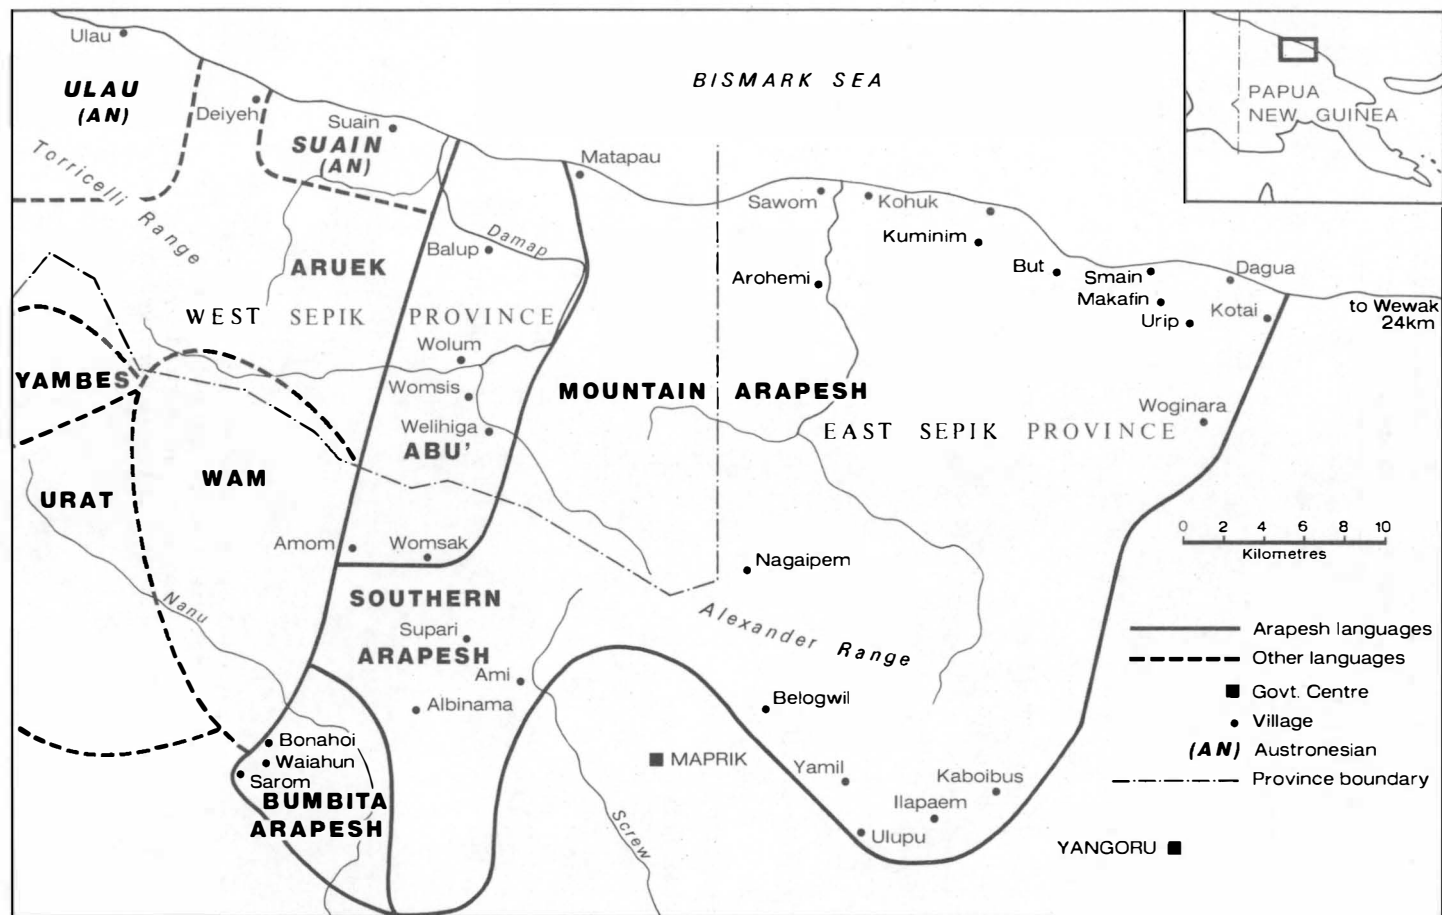 Ulau
ULAU
(AN)
Deiyeh
Suain
SUAIN
(AN)
BISMARK SEA
PAPUA
NEW GUINEA
Torricelli Range
Matapau
Sawom
Kohuk
Kuminim
Damap
Balup
ARUEK
Arohemi
But
Smain
Makafin
Urip
Dagua
Kotai
to Wewak
24km
WEST SEPIK PROVINCE
Wolum
YAMBES
Womsis
MOUNTAIN ARAPESH
Welihiga
ABU'
EAST SEPIK PROVINCE
Woginara
WAM
URAT
Amom
Womsak
Nagaipem
0 2 4 6 8 10
Kilometres
Nanu
SOUTHERN
ARAPESH
Supari
Ami
Albinama
Alexander Range
Belogwil
Bonahoi
Waiahun
Sarom
BUMBITA
ARAPESH
MAPRIK
Screw
Yamil
Kaboibus
Ilapaem
Ulupu
YANGORU
Arapesh languages
Other languages
Govt. Centre
Village
(AN) Austronesian
Province boundary